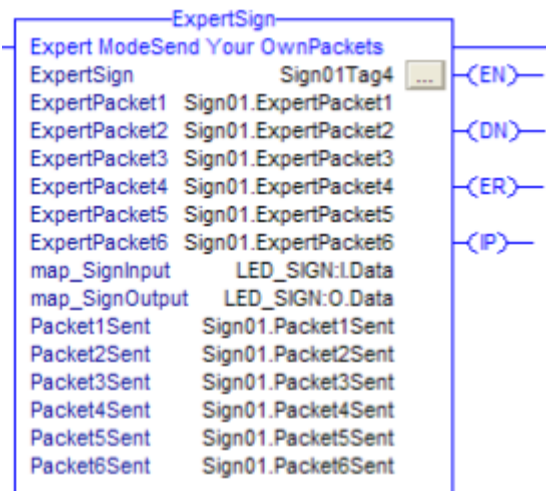 ExpertSign
Expert ModeSend Your OwnPackets
ExpertSign Sign01Tag4 ... (EN)
ExpertPacket1 Sign01.ExpertPacket1
ExpertPacket2 Sign01.ExpertPacket2 (DN)
ExpertPacket3 Sign01.ExpertPacket3
ExpertPacket4 Sign01.ExpertPacket4 (ER)
ExpertPacket5 Sign01.ExpertPacket5
ExpertPacket6 Sign01.ExpertPacket6 (IP)
map_SignInput LED_SIGN:I.Data
map_SignOutput LED_SIGN:O.Data
Packet1Sent Sign01.Packet1Sent
Packet2Sent Sign01.Packet2Sent
Packet3Sent Sign01.Packet3Sent
Packet4Sent Sign01.Packet4Sent
Packet5Sent Sign01.Packet5Sent
Packet6Sent Sign01.Packet6Sent